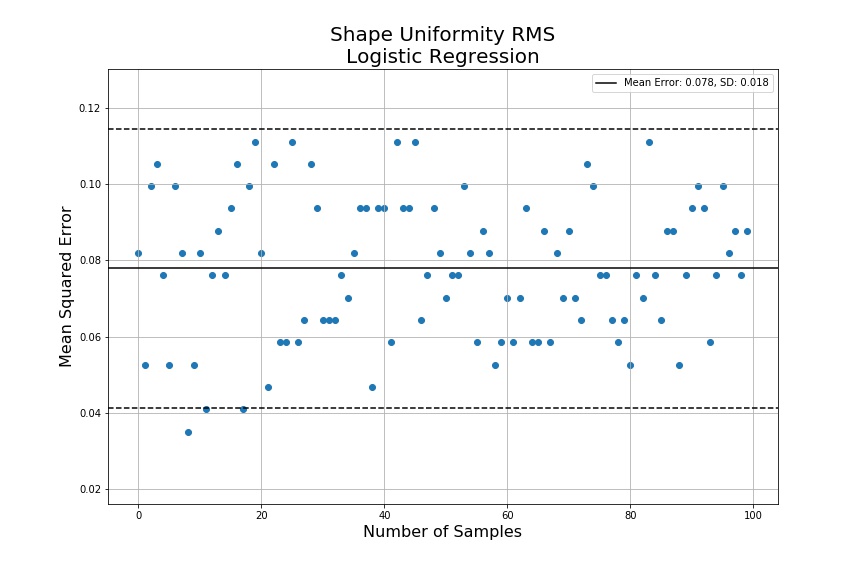 Shape Uniformity RMS
Logistic Regression
Mean Error: 0.078, SD: 0.018
Mean Squared Error
0.12
0.10
0.08
0.06
0.04
0.02
0 20 40 60 80 100
Number of Samples